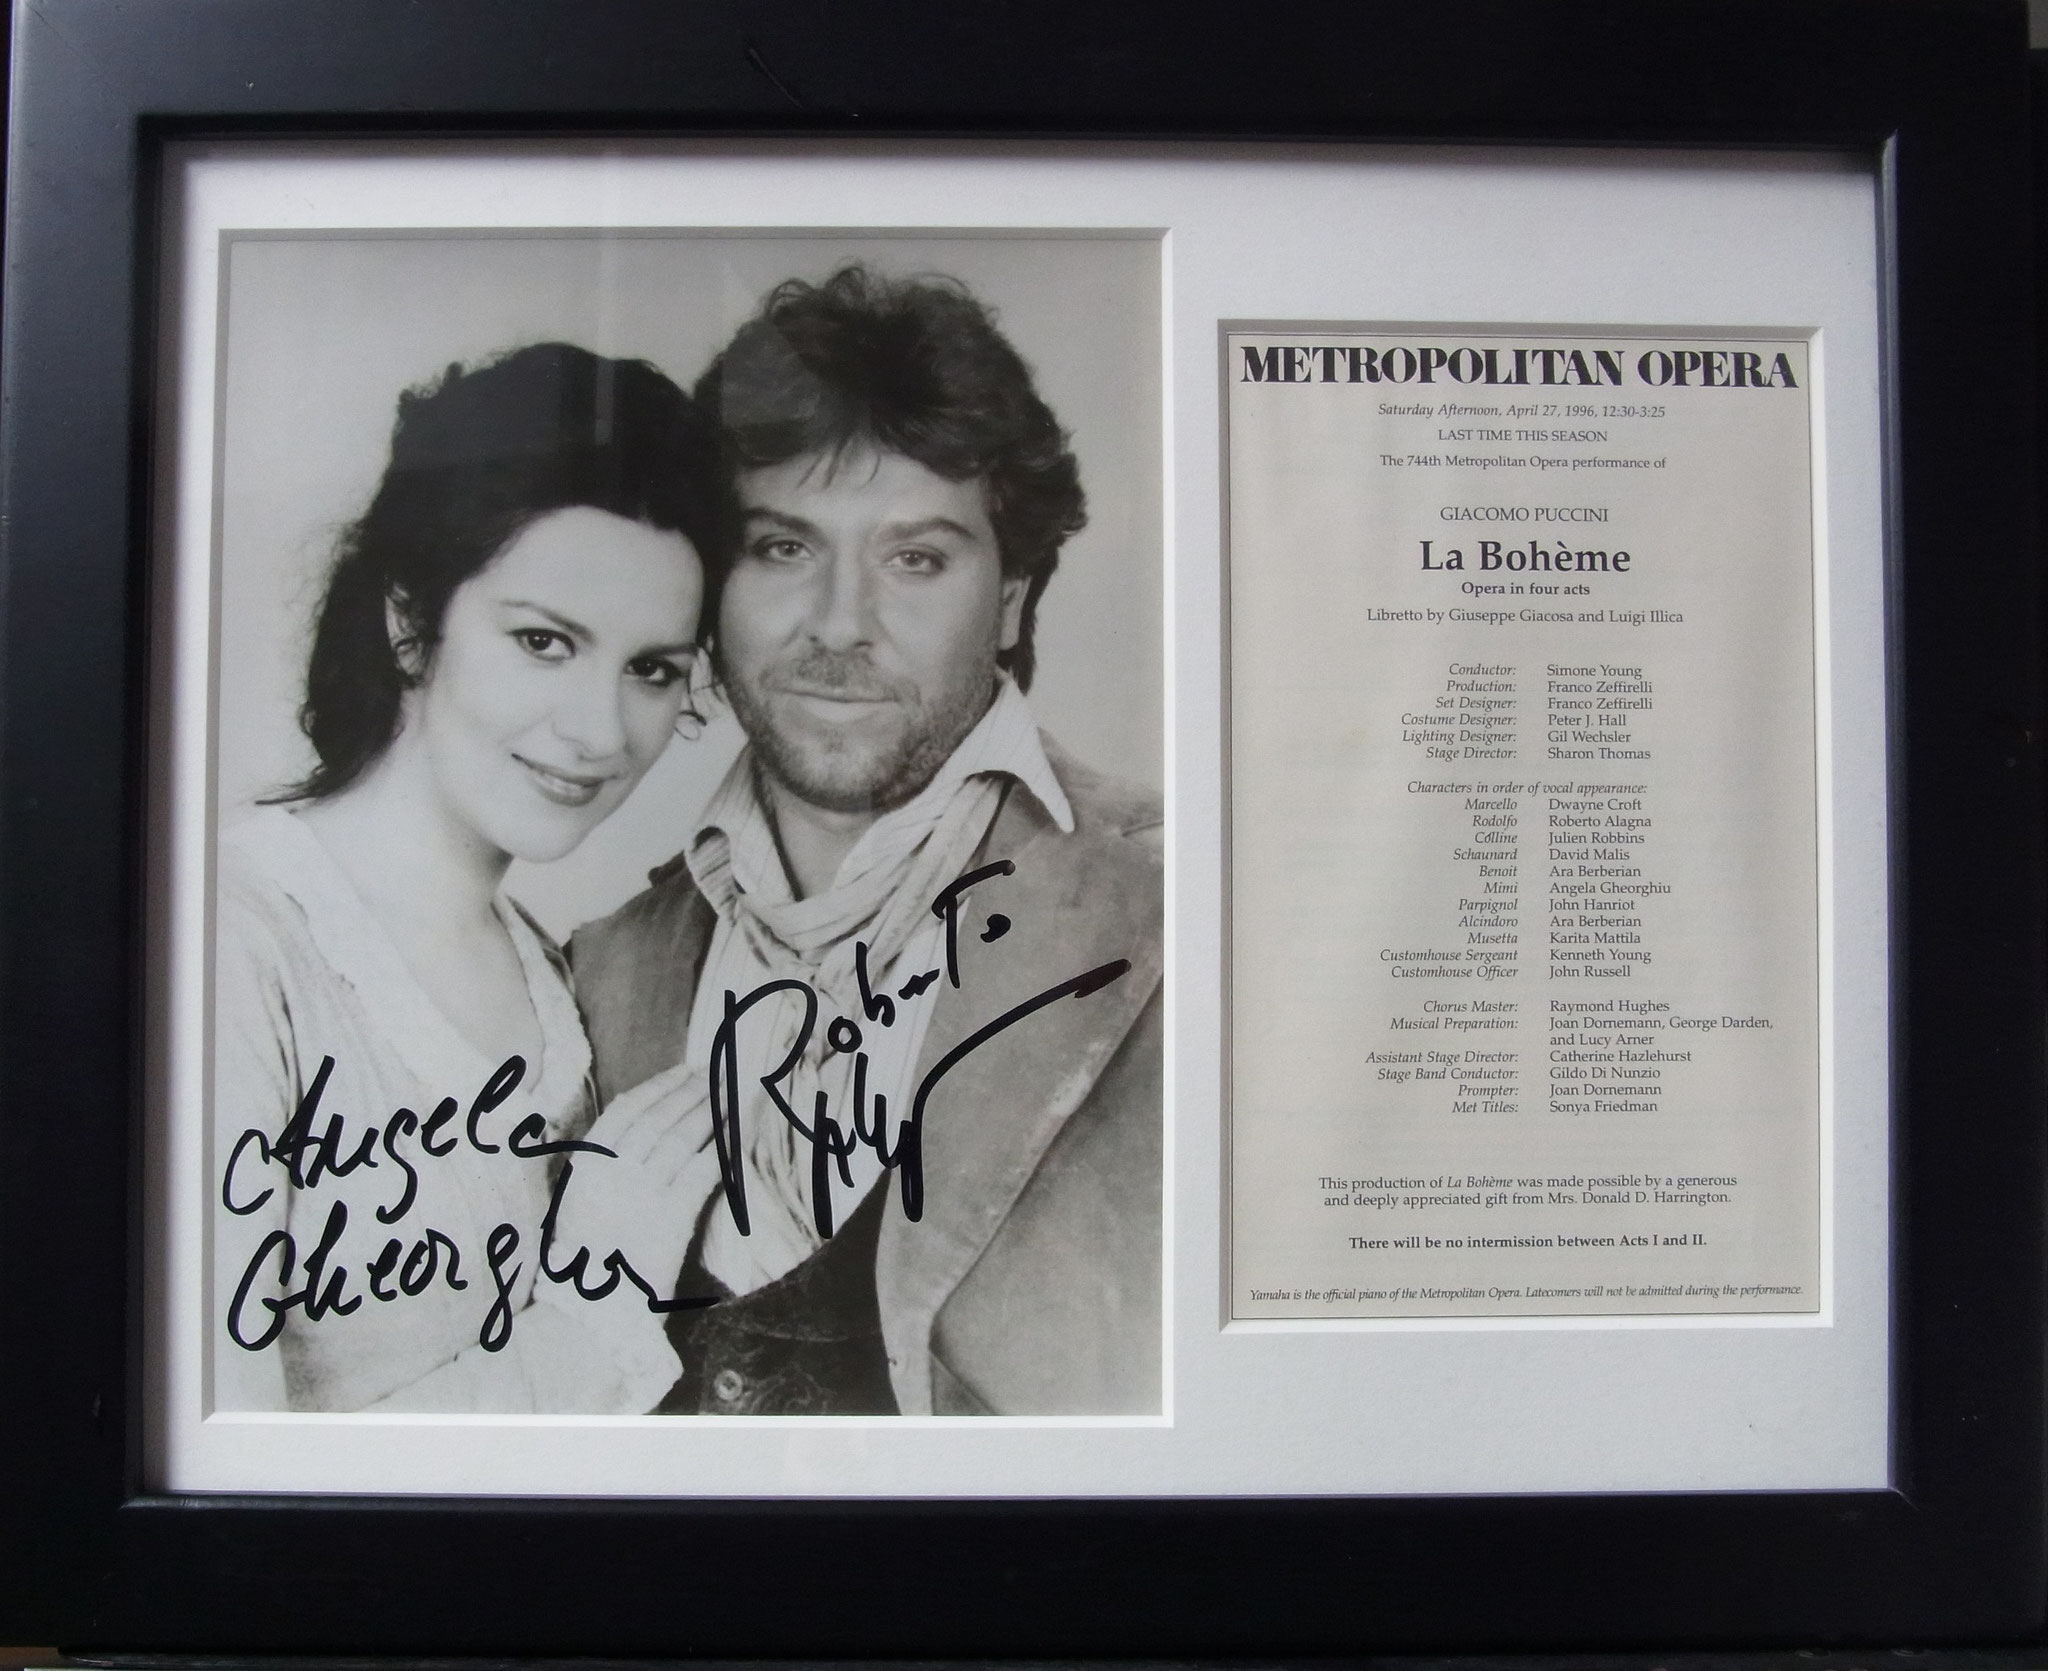 Angela
Gheorghiu
Roberto
METROPOLITAN OPERA
Saturday Afternoon, April 27, 1996, 12:30-3:25
LAST TIME THIS SEASON
The 744th Metropolitan Opera performance of
GIACOMO PUCCINI
La Bohème
Opera in four acts
Libretto by Giuseppe Giacosa and Luigi Illica
Conductor: Simone Young
Production: Franco Zeffirelli
Set Designer: Franco Zeffirelli
Costume Designer: Peter J. Hall
Lighting Designer: Gil Wechsler
Stage Director: Sharon Thomas
Characters in order of vocal appearance:
Marcello Dwayne Croft
Rodolfo Roberto Alagna
Colline Julien Robbins
Schaunard David Malis
Benoit Ara Berberian
Mimi Angela Gheorghiu
Parpignol John Hanriot
Alcindoro Ara Berberian
Musetta Karita Mattila
Customhouse Sergeant Kenneth Young
Customhouse Officer John Russell
Chorus Master: Raymond Hughes
Musical Preparation: Joan Dornemann, George Darden,
and Lucy Arner
Assistant Stage Director: Catherine Hazlehurst
Stage Band Conductor: Gildo Di Nunzio
Prompter: Joan Dornemann
Met Titles: Sonya Friedman
This production of La Bohème was made possible by a generous
and deeply appreciated gift from Mrs. Donald D. Harrington.
There will be no intermission between Acts I and II.
Yamaha is the official piano of the Metropolitan Opera. Latecomers will not be admitted during the performance.